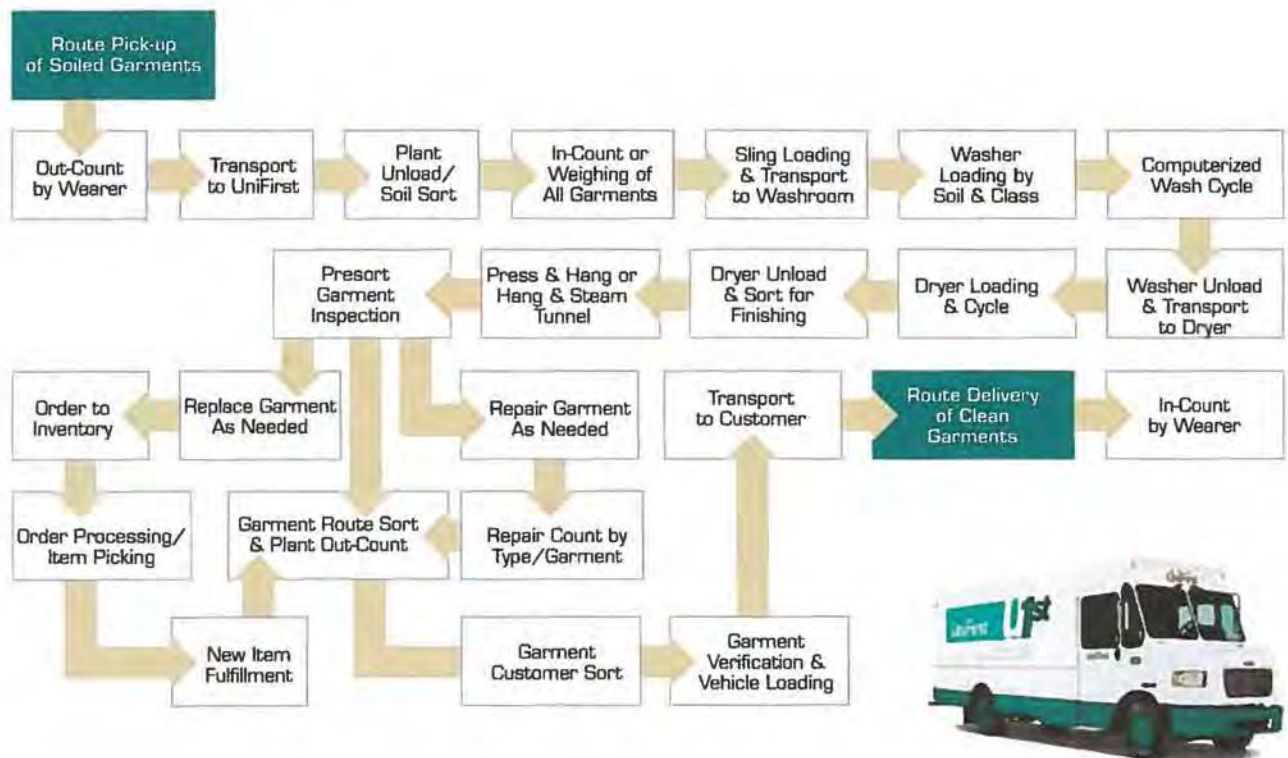 Route Pick-up
of Soiled Garments
Out-Count
by Wearer
Transport
to UniFirst
Plant
Unload/
Soil Sort
In-Count or
Weighing of
All Garments
Sling Loading
& Transport
to Washroom
Washer
Loading by
Soil & Class
Computerized
Wash Cycle
Presort
Garment
Inspection
Press & Hang or
Hang & Steam
Tunnel
Dryer Unload
& Sort for
Finishing
Dryer Loading
& Cycle
Washer Unload
& Transport
to Dryer
Order to
Inventory
Replace Garment
As Needed
Repair Garment
As Needed
Transport
to Customer
Route Delivery
of Clean
Garments
In-Count
by Wearer
Order Processing/
Item Picking
Garment Route Sort
& Plant Out-Count
Repair Count by
Type/Garment
New Item
Fulfillment
Garment
Customer Sort
Garment
Verification &
Vehicle Loading
UniFirst
U1st